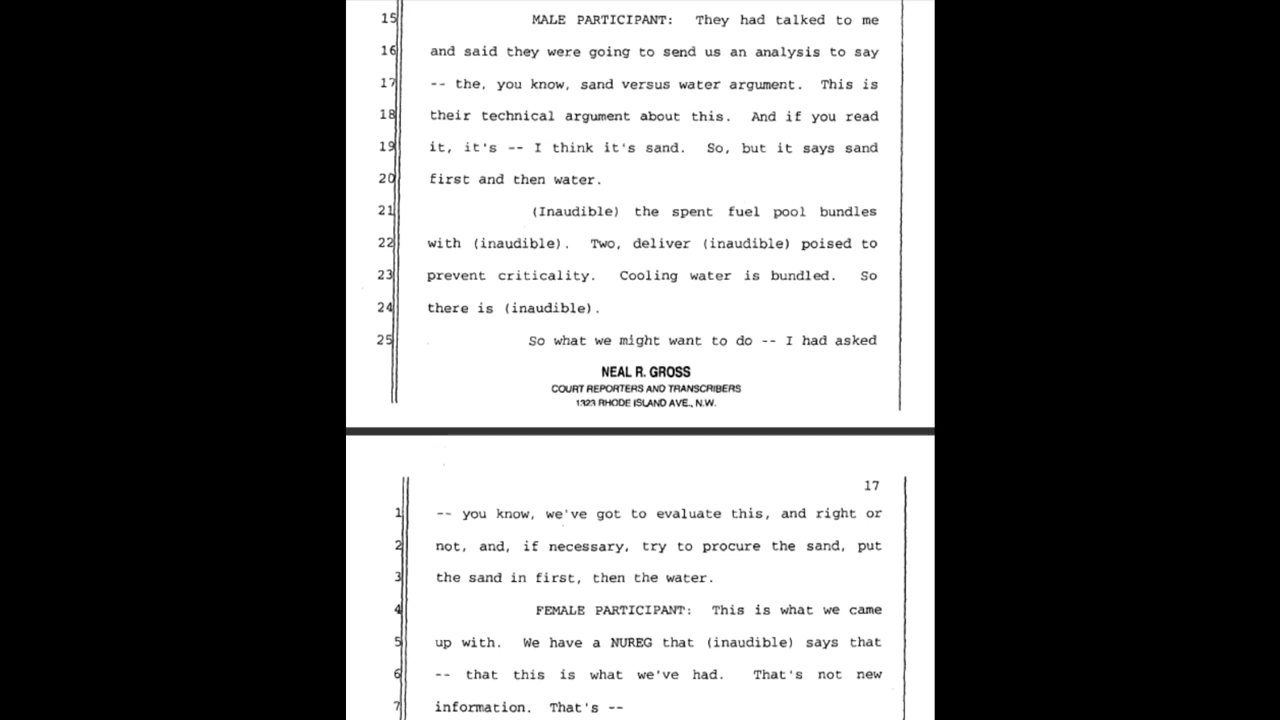 15 MALE PARTICIPANT: They had talked to me
16 and said they were going to send us an analysis to say
17 -- the, you know, sand versus water argument. This is
18 their technical argument about this. And if you read
19 it, it's -- I think it's sand. So, but it says sand
20 first and then water.
21 (Inaudible) the spent fuel pool bundles
22 with (inaudible). Two, deliver (inaudible) poised to
23 prevent criticality. Cooling water is bundled. So
24 there is (inaudible).
25 So what we might want to do -- I had asked
NEAL R. GROSS
COURT REPORTERS AND TRANSCRIBERS
1323 RHODE ISLAND AVE., N.W.
17
1 -- you know, we've got to evaluate this, and right or
2 not, and, if necessary, try to procure the sand, put
3 the sand in first, then the water.
4 FEMALE PARTICIPANT: This is what we came
5 up with. We have a NUREG that (inaudible) says that
6 -- that this is what we've had. That's not new
7 information. That's --